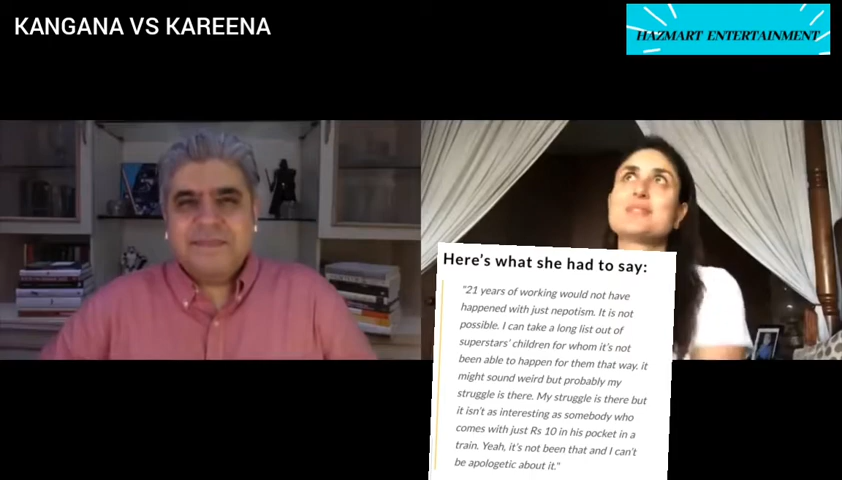 KANGANA VS KAREENA
HAZMART ENTERTAINMENT
Here's what she had to say:
"21 years of working would not have
happened with just nepotism. It is not
possible. I can take a long list out of
superstars' children for whom it's not
been able to happen for them that way. it
might sound weird but probably my
struggle is there. My struggle is there but
it isn't as interesting as somebody who
comes with just Rs 10 in his pocket in a
train. Yeah, it's not been that and I can't
be apologetic about it."